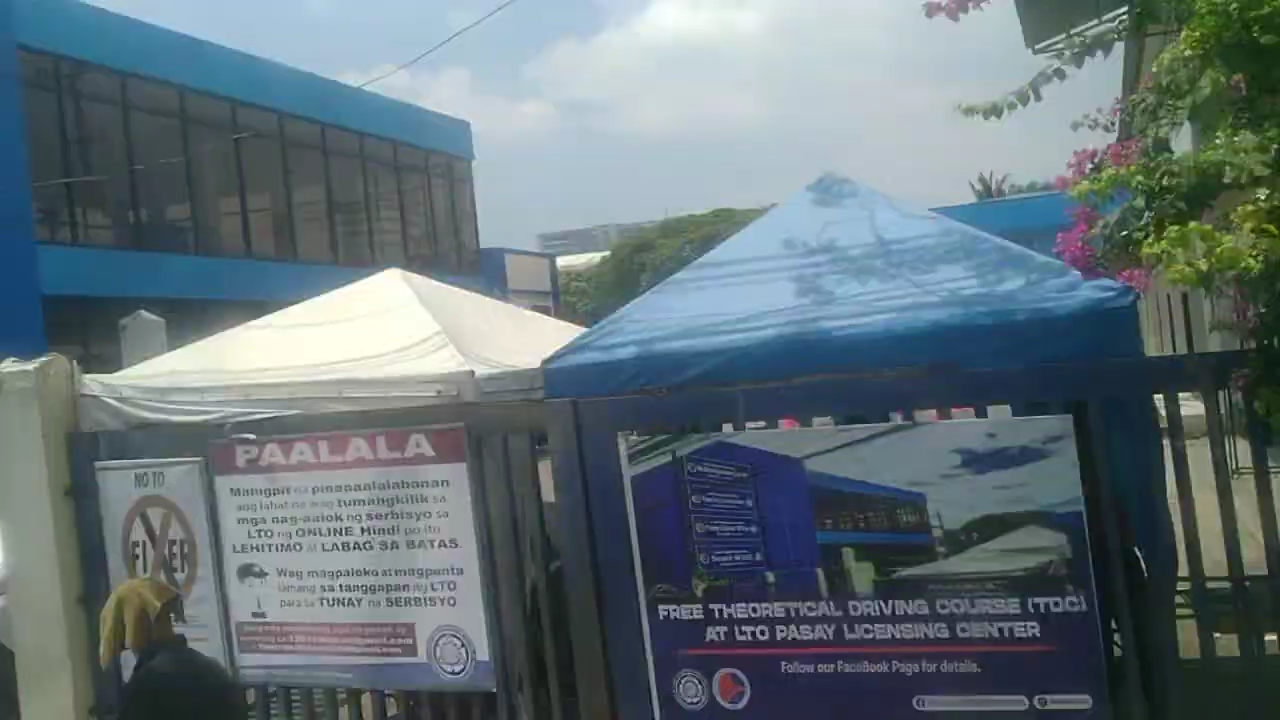 NO TO
FIXER
PAALALA
Mahigpit na pinapaalalahanan
ang lahat na wag tumangkilik sa
mga nag-aalok ng serbisyo sa
LTO ng ONLINE. Hindi po ito
LEHITIMO at LABAG SA BATAS.
Wag magpaloko at magpunta
lamang sa tanggapan ng LTO
para sa TUNAY na SERBISYO
FREE THEORETICAL DRIVING COURSE (TDC)
AT LTO PASAY LICENSING CENTER
Follow our FaceBook Page for details.